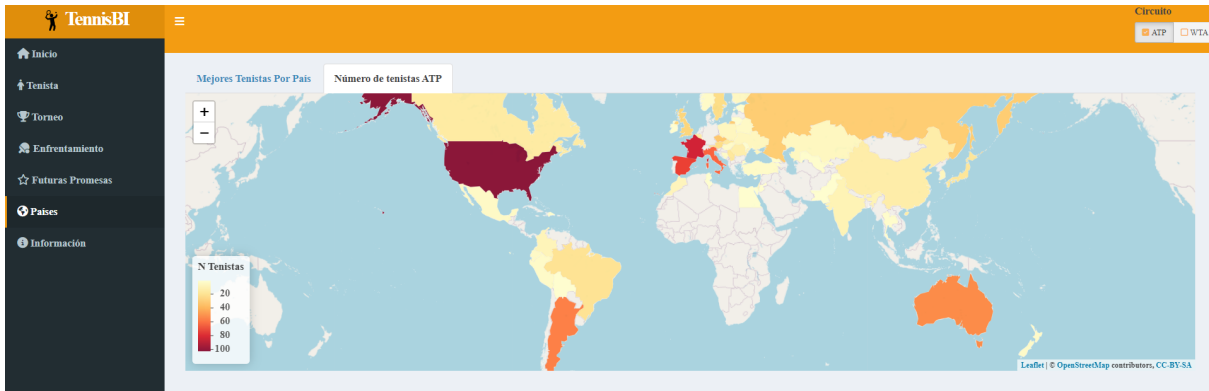 TennisBI
Circuito
ATP
WTA
Inicio
Tenista
Torneo
Enfrentamiento
Futuras Promesas
Países
Información
Mejores Tenistas Por País
Número de tenistas ATP
+
−
N Tenistas
20
40
60
80
100
Leaflet | © OpenStreetMap contributors, CC-BY-SA